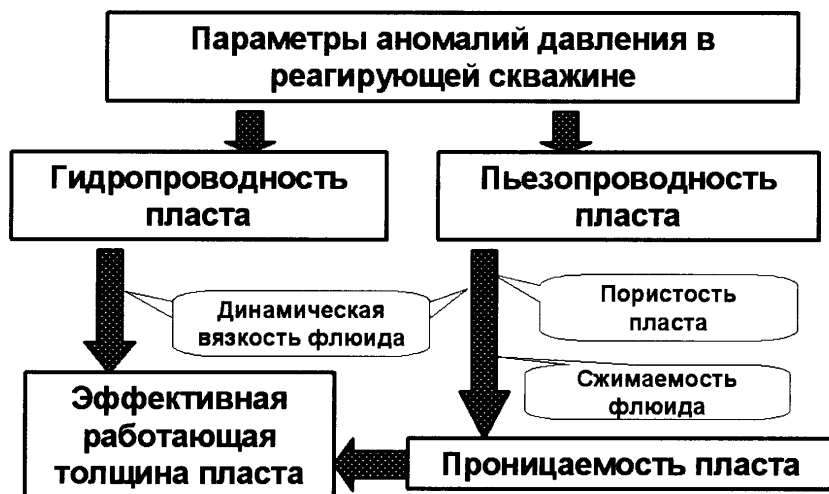 Параметры аномалий давления в
реагирующей скважине
Гидропроводность
пласта
Пьезопроводность
пласта
Динамическая
вязкость флюида
Пористость
пласта
Сжимаемость
флюида
Эффективная
работающая
толщина пласта
Проницаемость пласта